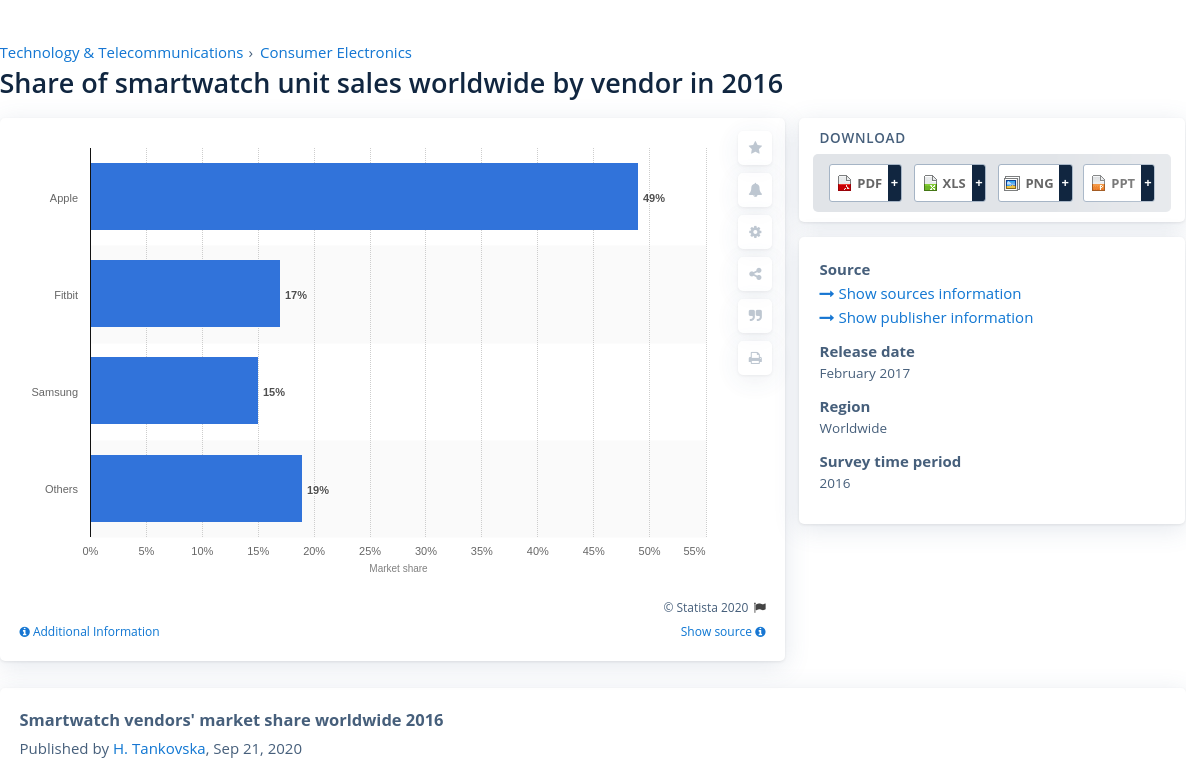 Technology & Telecommunications › Consumer Electronics
Share of smartwatch unit sales worldwide by vendor in 2016
Apple
49%
Fitbit
17%
Samsung
15%
Others
19%
0% 5% 10% 15% 20% 25% 30% 35% 40% 45% 50% 55%
Market share
© Statista 2020
Additional Information
Show source
DOWNLOAD
PDF + XLS + PNG + PPT +
Source
Show sources information
Show publisher information
Release date
February 2017
Region
Worldwide
Survey time period
2016
Smartwatch vendors' market share worldwide 2016
Published by H. Tankovska, Sep 21, 2020